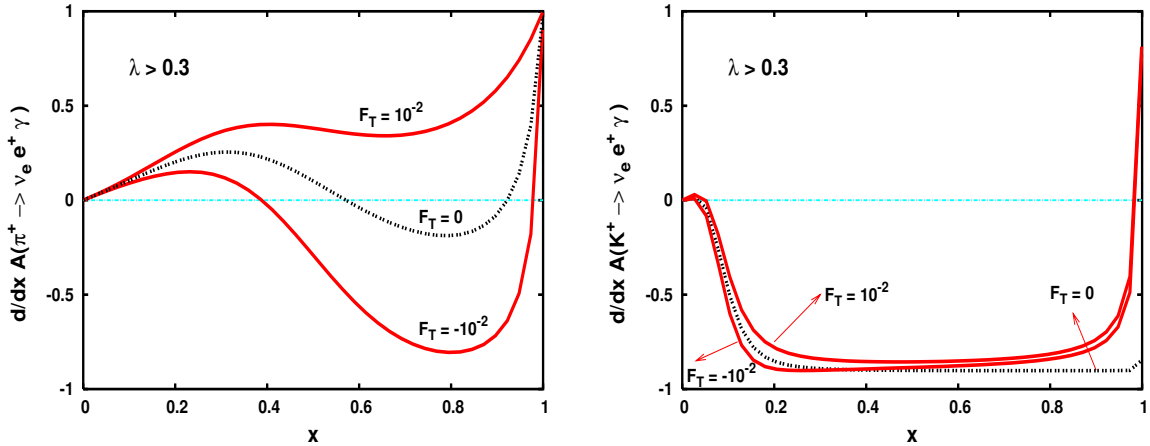 d/dx A(π⁺ −> ν_e e⁺ γ )
1
0.5
0
-0.5
-1
λ > 0.3
F_T = 10⁻²
F_T = 0
F_T = -10⁻²
0 0.2 0.4 0.6 0.8 1
x
d/dx A(K⁺ −> ν_e e⁺ γ )
1
0.5
0
-0.5
-1
λ > 0.3
F_T = 10⁻²
F_T = 0
F_T = -10⁻²
0 0.2 0.4 0.6 0.8 1
x